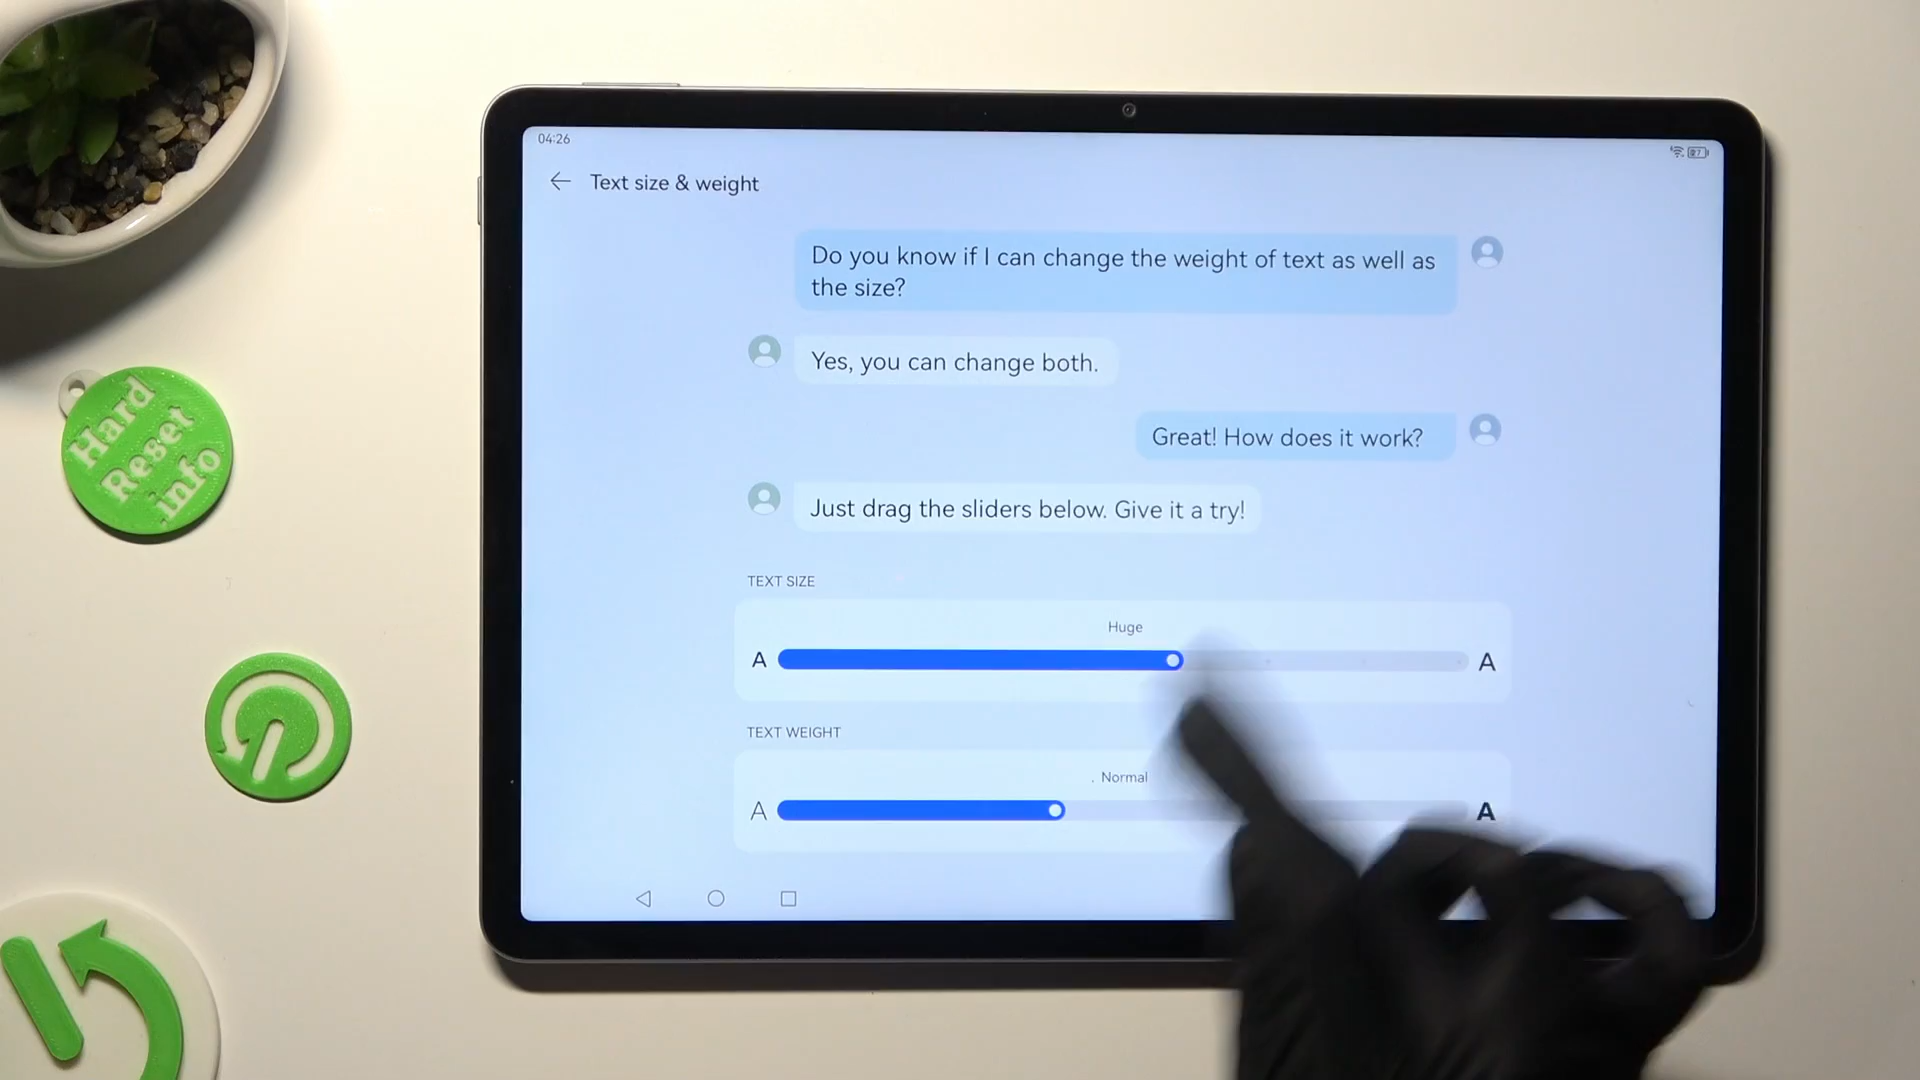 04:26
Text size & weight
Do you know if I can change the weight of text as well as
the size?
Yes, you can change both.
Great! How does it work?
Just drag the sliders below. Give it a try!
TEXT SIZE
Huge
A A
TEXT WEIGHT
Normal
A A
Hard
Reset
.info